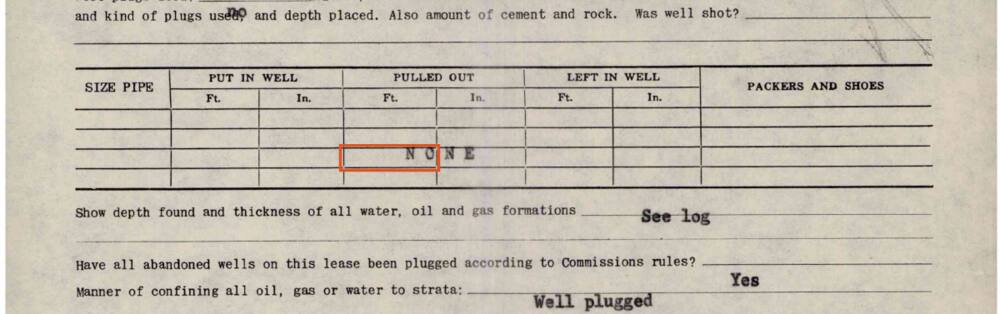 and kind of plugs used, no and depth placed. Also amount of cement and rock. Was well shot?
SIZE PIPE PUT IN WELL PULLED OUT LEFT IN WELL PACKERS AND SHOES
Ft. In. Ft. In. Ft. In.
N O N E
Show depth found and thickness of all water, oil and gas formations See log
Have all abandoned wells on this lease been plugged according to Commissions rules? Yes
Manner of confining all oil, gas or water to strata: Well plugged